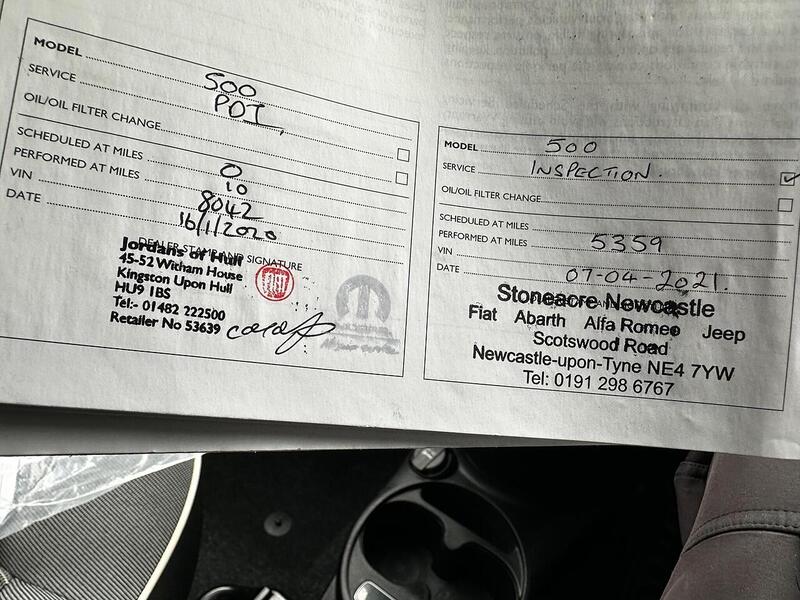 MODEL 500
SERVICE PDI
OIL/OIL FILTER CHANGE
SCHEDULED AT MILES 0
PERFORMED AT MILES 10
VIN 8042
DATE 16/1/2020
DEALER STAMP AND SIGNATURE
Jordans of Hull
45-52 Witham House
Kingston Upon Hull
HU9 1BS
Tel:- 01482 222500
Retailer No 53639
MODEL 500
SERVICE INSPECTION.
OIL/OIL FILTER CHANGE
SCHEDULED AT MILES
PERFORMED AT MILES 5359
VIN
DATE 07-04-2021.
Stoneacre Newcastle
Fiat Abarth Alfa Romeo Jeep
Scotswood Road
Newcastle-upon-Tyne NE4 7YW
Tel: 0191 298 6767